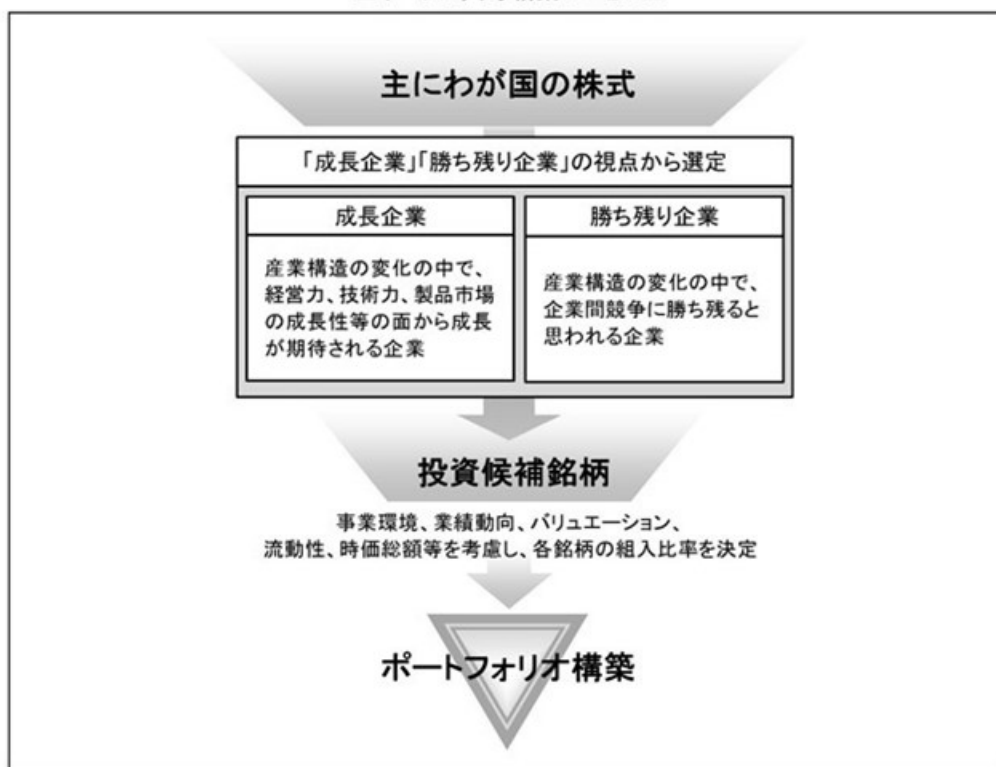 主にわが国の株式
「成長企業」「勝ち残り企業」の視点から選定
成長企業
産業構造の変化の中で、
経営力、技術力、製品市場
の成長性等の面から成長
が期待される企業
勝ち残り企業
産業構造の変化の中で、
企業間競争に勝ち残ると
思われる企業
投資候補銘柄
事業環境、業績動向、バリュエーション、
流動性、時価総額等を考慮し、各銘柄の組入比率を決定
ポートフォリオ構築